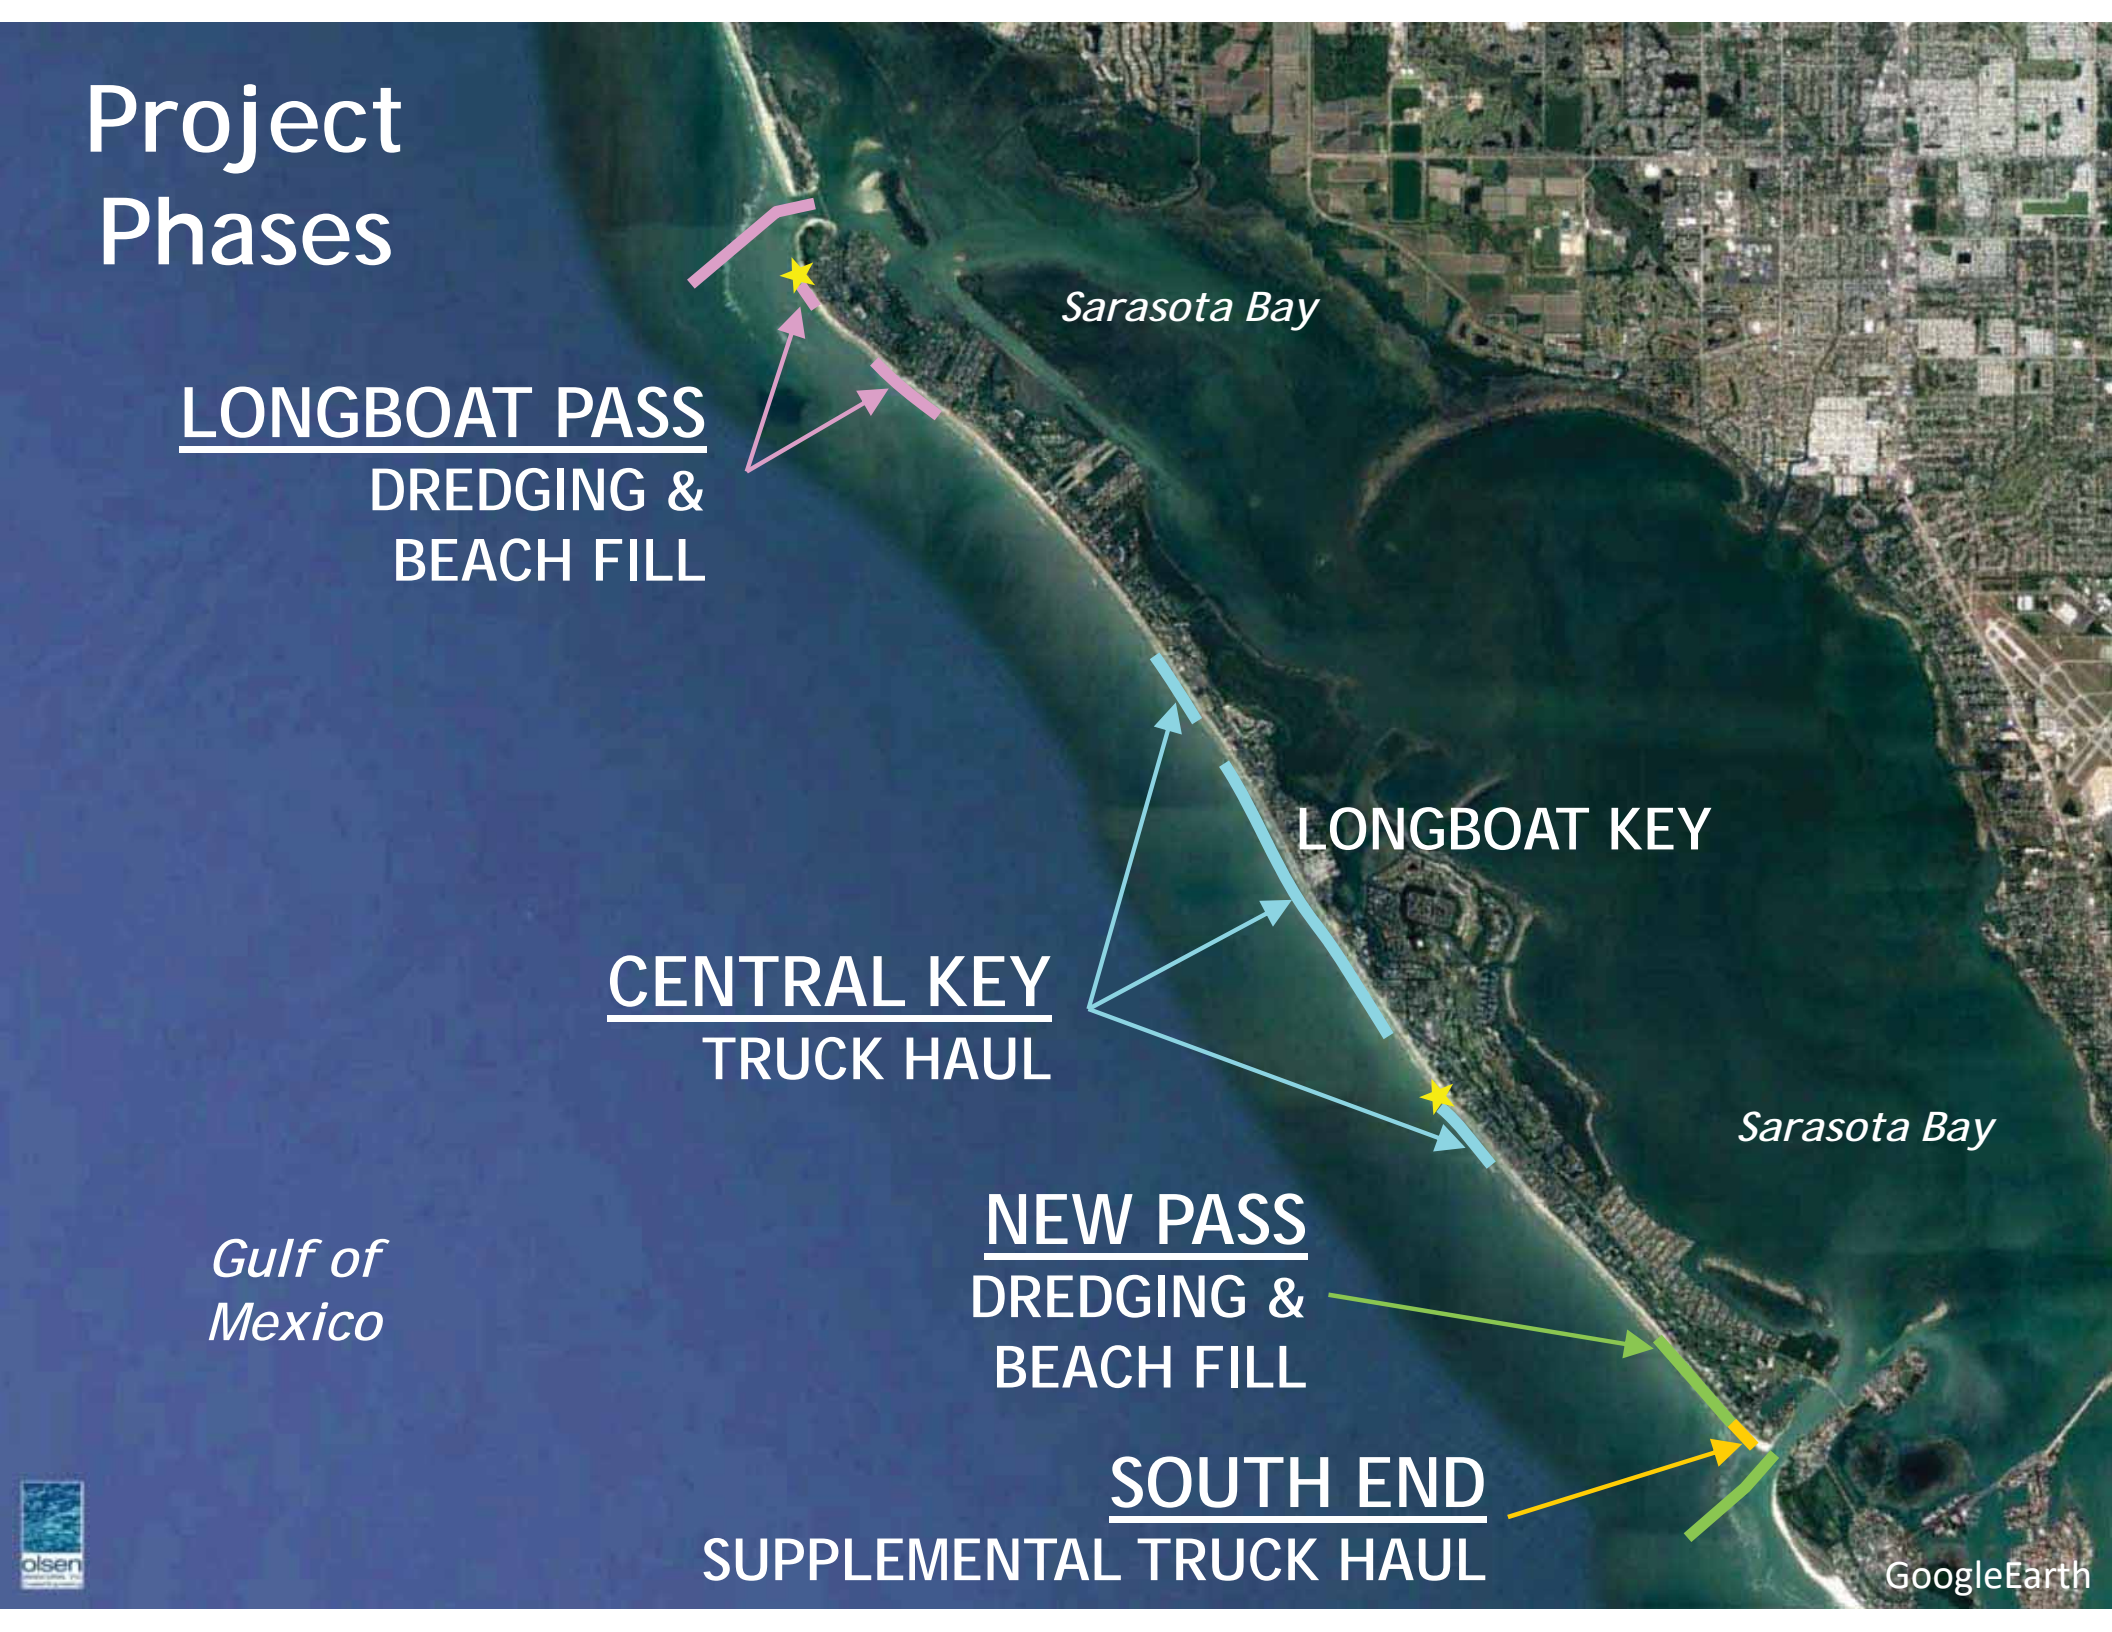 Project
Phases
Sarasota Bay
LONGBOAT PASS
DREDGING &
BEACH FILL
LONGBOAT KEY
CENTRAL KEY
TRUCK HAUL
Sarasota Bay
NEW PASS
DREDGING &
BEACH FILL
Gulf of
Mexico
SOUTH END
SUPPLEMENTAL TRUCK HAUL
olsen
GoogleEarth